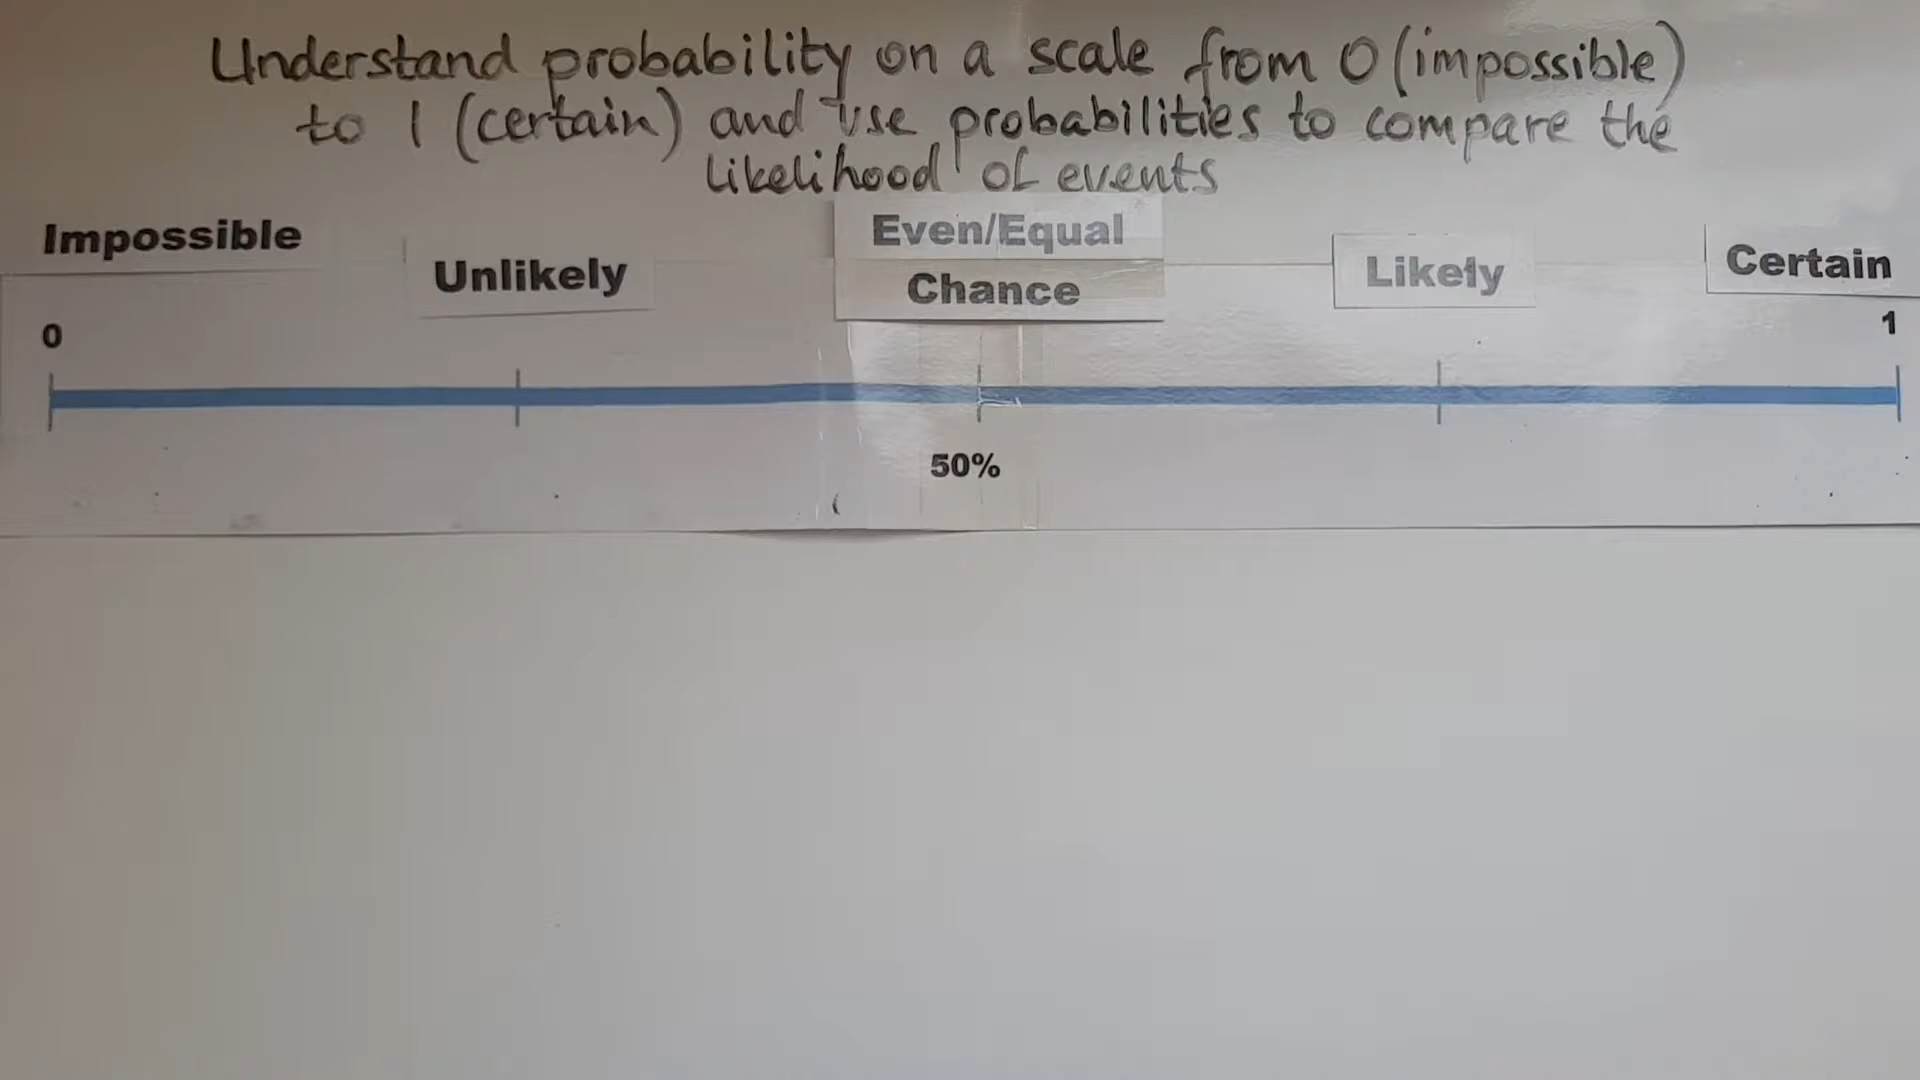 Understand probability on a scale from 0 (impossible)
to 1 (certain) and use probabilities to compare the
likelihood of events
Impossible
Unlikely
Even/Equal
Chance
Likely
Certain
0
1
50%